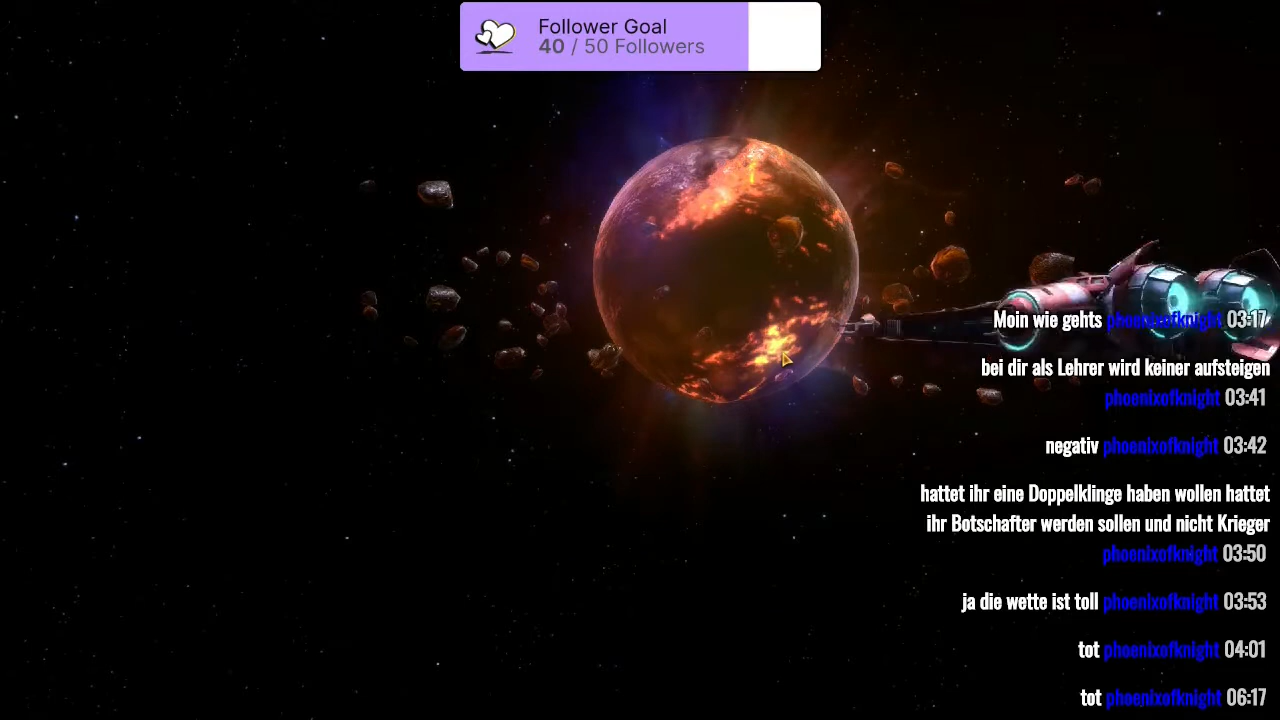 Follower Goal
40 / 50 Followers
Moin wie gehts phoenixofknight 03:17
bei dir als Lehrer wird keiner aufsteigen
phoenixofknight 03:41
negativ phoenixofknight 03:42
hattet ihr eine Doppelklinge haben wollen hattet
ihr Botschafter werden sollen und nicht Krieger
phoenixofknight 03:50
ja die wette ist toll phoenixofknight 03:53
tot phoenixofknight 04:01
tot phoenixofknight 06:17